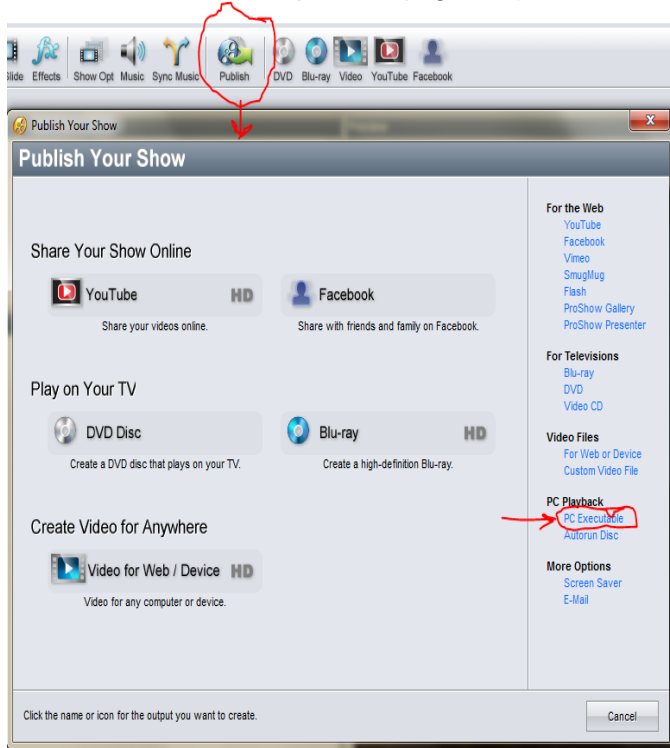 Slide Effects Show Opt Music Sync Music Publish DVD Blu-ray Video YouTube Facebook
Publish Your Show
Publish Your Show
Share Your Show Online
YouTube HD
Share your videos online.
Facebook
Share with friends and family on Facebook.
Play on Your TV
DVD Disc
Create a DVD disc that plays on your TV.
Blu-ray HD
Create a high-definition Blu-ray.
Create Video for Anywhere
Video for Web / Device HD
Video for any computer or device.
For the Web
YouTube
Facebook
Vimeo
SmugMug
Flash
ProShow Gallery
ProShow Presenter
For Televisions
Blu-ray
DVD
Video CD
Video Files
For Web or Device
Custom Video File
PC Playback
PC Executable
Autorun Disc
More Options
Screen Saver
E-Mail
Click the name or icon for the output you want to create.
Cancel